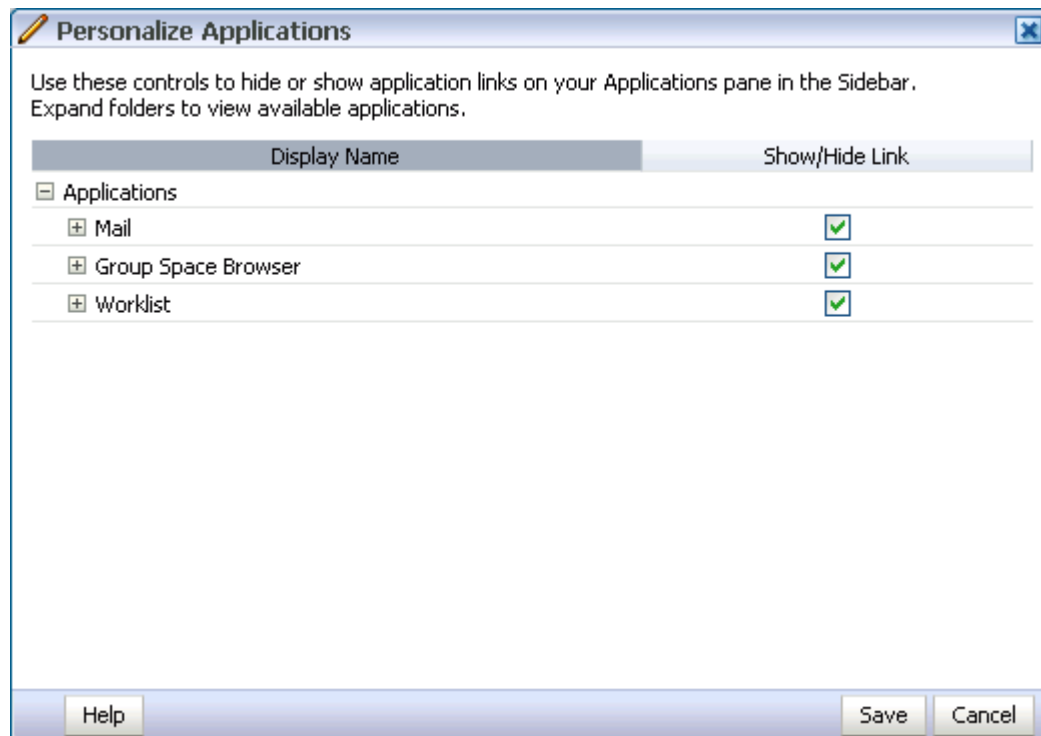 Personalize Applications
Use these controls to hide or show application links on your Applications pane in the Sidebar.
Expand folders to view available applications.
Display Name Show/Hide Link
Applications
Mail
Group Space Browser
Worklist
Help Save Cancel